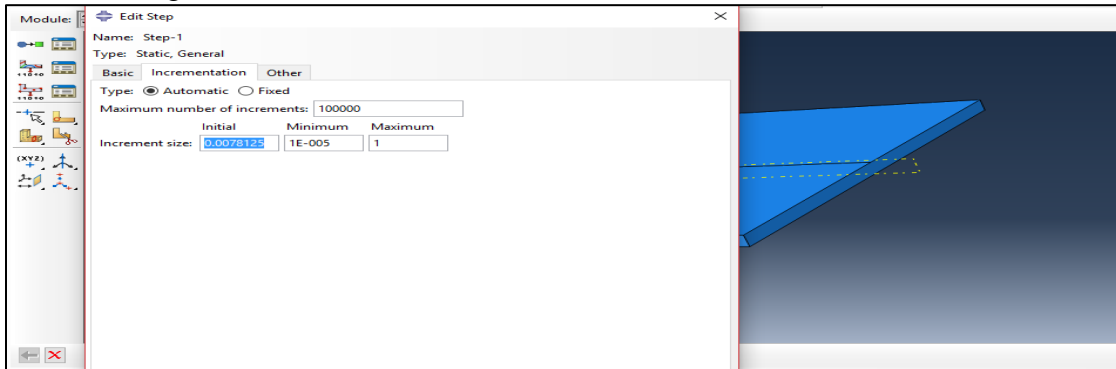 Module:
Edit Step
Name: Step-1
Type: Static, General
Basic Incrementation Other
Type: Automatic Fixed
Maximum number of increments: 100000
Initial Minimum Maximum
Increment size: 0.0078125 1E-005 1
(XYZ)